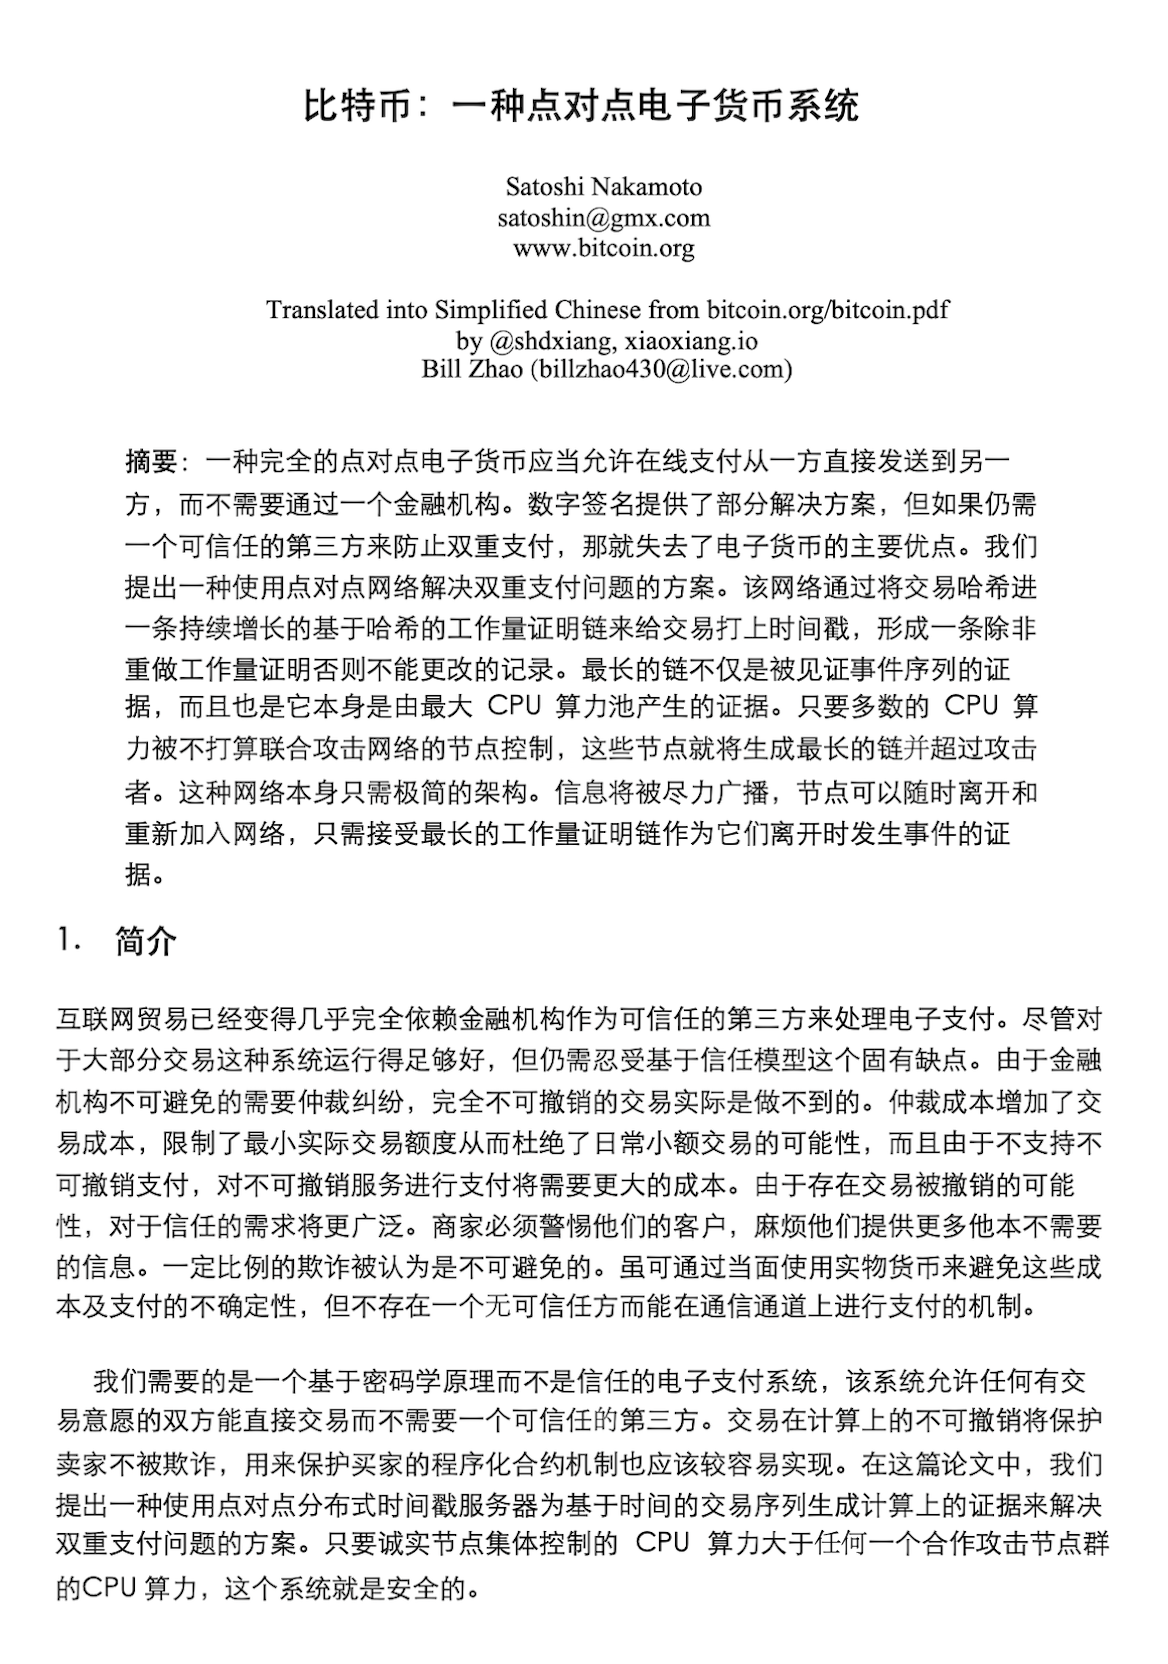 比特币：一种点对点电子货币系统
Satoshi Nakamoto
satoshin@gmx.com
www.bitcoin.org
Translated into Simplified Chinese from bitcoin.org/bitcoin.pdf
by @shdxiang, xiaoxiang.io
Bill Zhao (billzhao430@live.com)
摘要：一种完全的点对点电子货币应当允许在线支付从一方直接发送到另一
方，而不需要通过一个金融机构。数字签名提供了部分解决方案，但如果仍需
一个可信任的第三方来防止双重支付，那就失去了电子货币的主要优点。我们
提出一种使用点对点网络解决双重支付问题的方案。该网络通过将交易哈希进
一条持续增长的基于哈希的工作量证明链来给交易打上时间戳，形成一条除非
重做工作量证明否则不能更改的记录。最长的链不仅是被见证事件序列的证
据，而且也是它本身是由最大 CPU 算力池产生的证据。只要多数的 CPU 算
力被不打算联合攻击网络的节点控制，这些节点就将生成最长的链并超过攻击
者。这种网络本身只需极简的架构。信息将被尽力广播，节点可以随时离开和
重新加入网络，只需接受最长的工作量证明链作为它们离开时发生事件的证
据。
1. 简介
互联网贸易已经变得几乎完全依赖金融机构作为可信任的第三方来处理电子支付。尽管对
于大部分交易这种系统运行得足够好，但仍需忍受基于信任模型这个固有缺点。由于金融
机构不可避免的需要仲裁纠纷，完全不可撤销的交易实际是做不到的。仲裁成本增加了交
易成本，限制了最小实际交易额度从而杜绝了日常小额交易的可能性，而且由于不支持不
可撤销支付，对不可撤销服务进行支付将需要更大的成本。由于存在交易被撤销的可能
性，对于信任的需求将更广泛。商家必须警惕他们的客户，麻烦他们提供更多他本不需要
的信息。一定比例的欺诈被认为是不可避免的。虽可通过当面使用实物货币来避免这些成
本及支付的不确定性，但不存在一个无可信任方而能在通信通道上进行支付的机制。
我们需要的是一个基于密码学原理而不是信任的电子支付系统，该系统允许任何有交
易意愿的双方能直接交易而不需要一个可信任的第三方。交易在计算上的不可撤销将保护
卖家不被欺诈，用来保护买家的程序化合约机制也应该较容易实现。在这篇论文中，我们
提出一种使用点对点分布式时间戳服务器为基于时间的交易序列生成计算上的证据来解决
双重支付问题的方案。只要诚实节点集体控制的 CPU 算力大于任何一个合作攻击节点群
的CPU 算力，这个系统就是安全的。